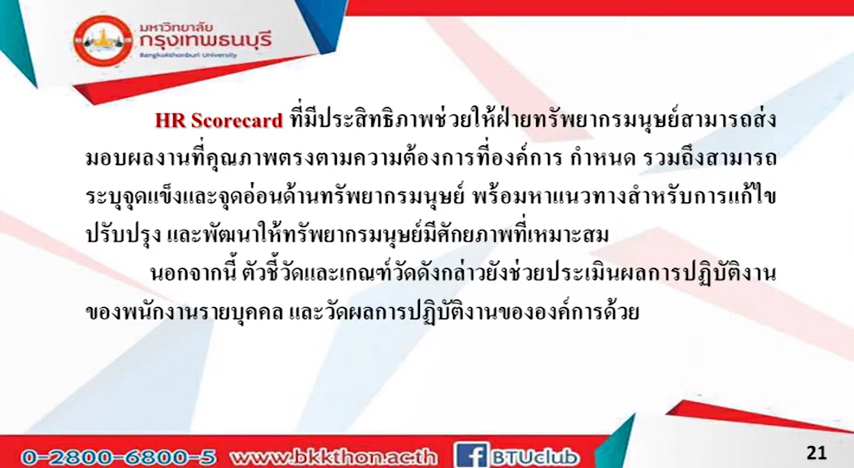 มหาวิทยาลัย
กรุงเทพธนบุรี
Bangkokthonburi University
HR Scorecard ที่มีประสิทธิภาพช่วยให้ฝ่ายทรัพยากรมนุษย์สามารถส่ง
มอบผลงานที่คุณภาพตรงตามความต้องการที่องค์การ กำหนด รวมถึงสามารถ
ระบุจุดแข็งและจุดอ่อนด้านทรัพยากรมนุษย์ พร้อมหาแนวทางสำหรับการแก้ไข
ปรับปรุง และพัฒนาให้ทรัพยากรมนุษย์มีศักยภาพที่เหมาะสม
นอกจากนี้ ตัวชี้วัดและเกณฑ์วัดดังกล่าวยังช่วยประเมินผลการปฏิบัติงาน
ของพนักงานรายบุคคล และวัดผลการปฏิบัติงานขององค์การด้วย
0-2800-6800-5 www.bkkthon.ac.th f BTUclub
21